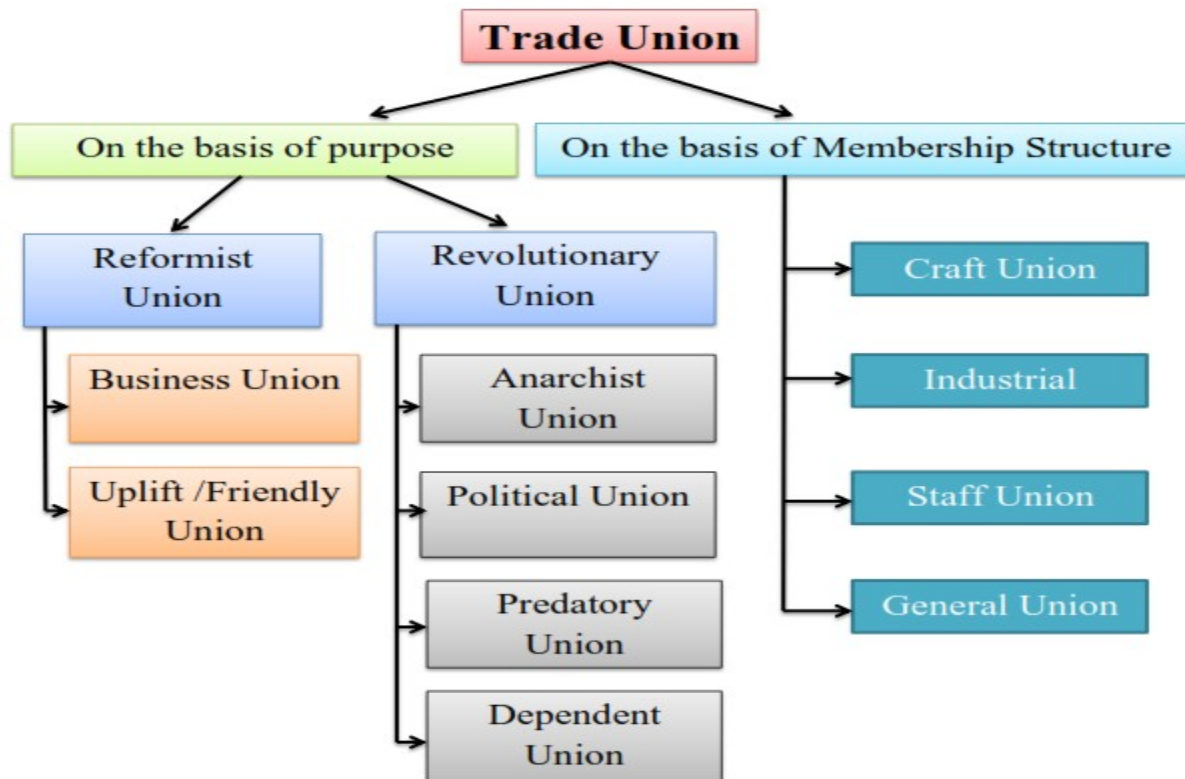 Trade Union
On the basis of purpose
On the basis of Membership Structure
Reformist
Union
Revolutionary
Union
Business Union
Uplift /Friendly
Union
Anarchist
Union
Political Union
Predatory
Union
Dependent
Union
Craft Union
Industrial
Staff Union
General Union